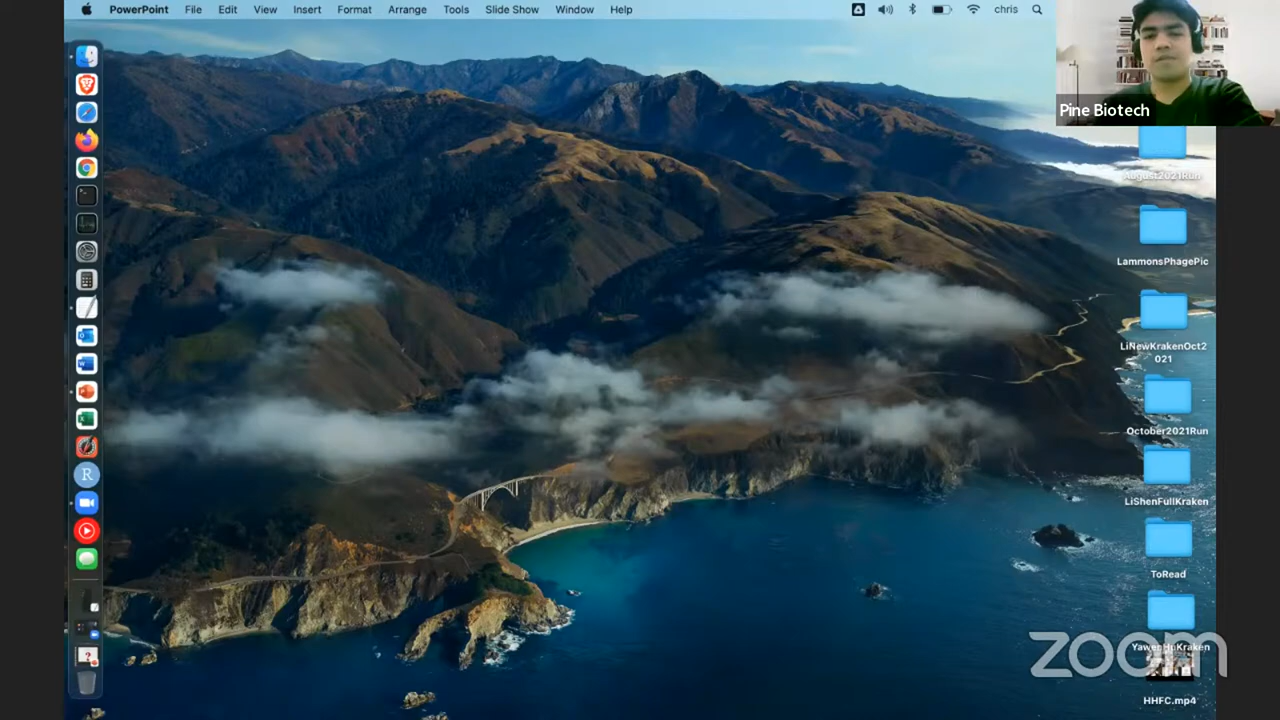 PowerPoint File Edit View Insert Format Arrange Tools Slide Show Window Help chris
Pine Biotech
August2021Run
LammonsPhagePic
LiNewKrakenOct2
021
October2021Run
R
LiShenFullKraken
ToRead
YawenHuKraken
zoom
HHFC.mp4